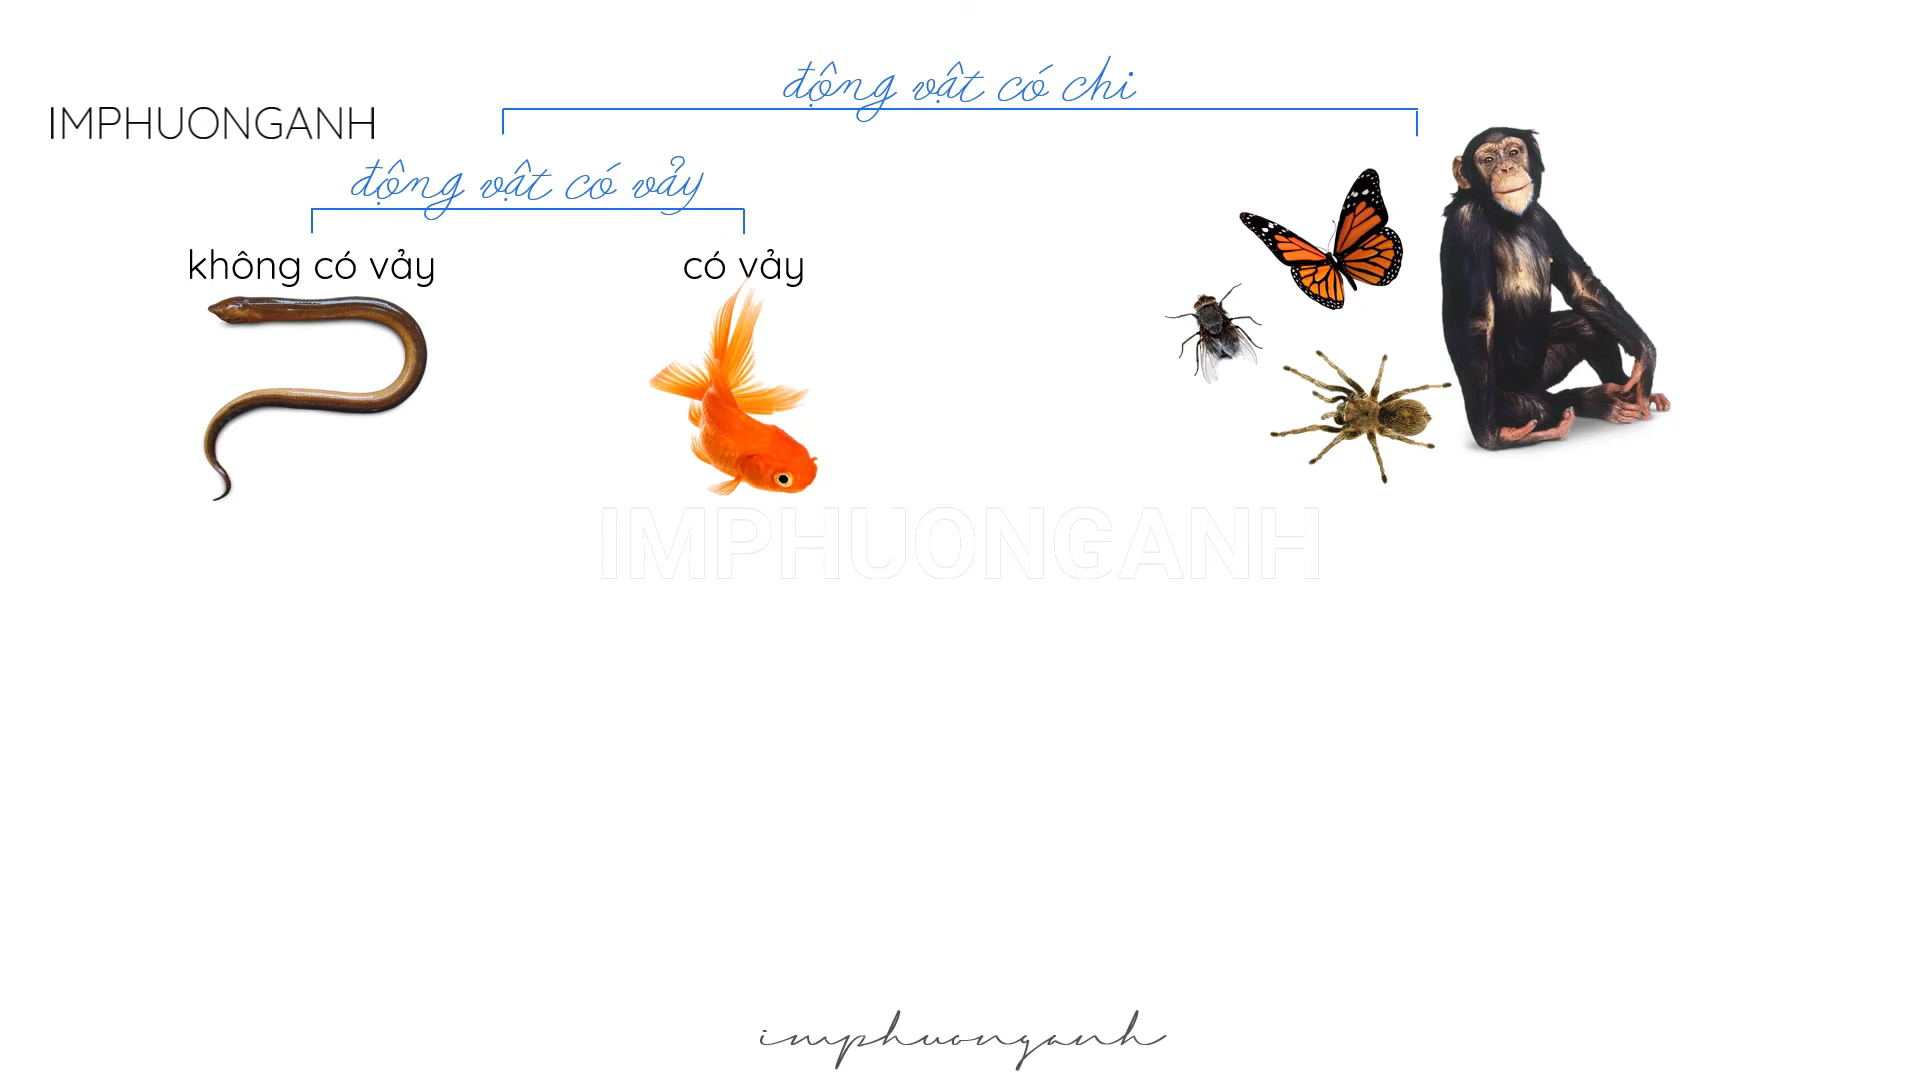 động vật có chi
IMPHUONGANH
động vật có vảy
không có vảy
có vảy
IMPHUONGANH
imphuonganh